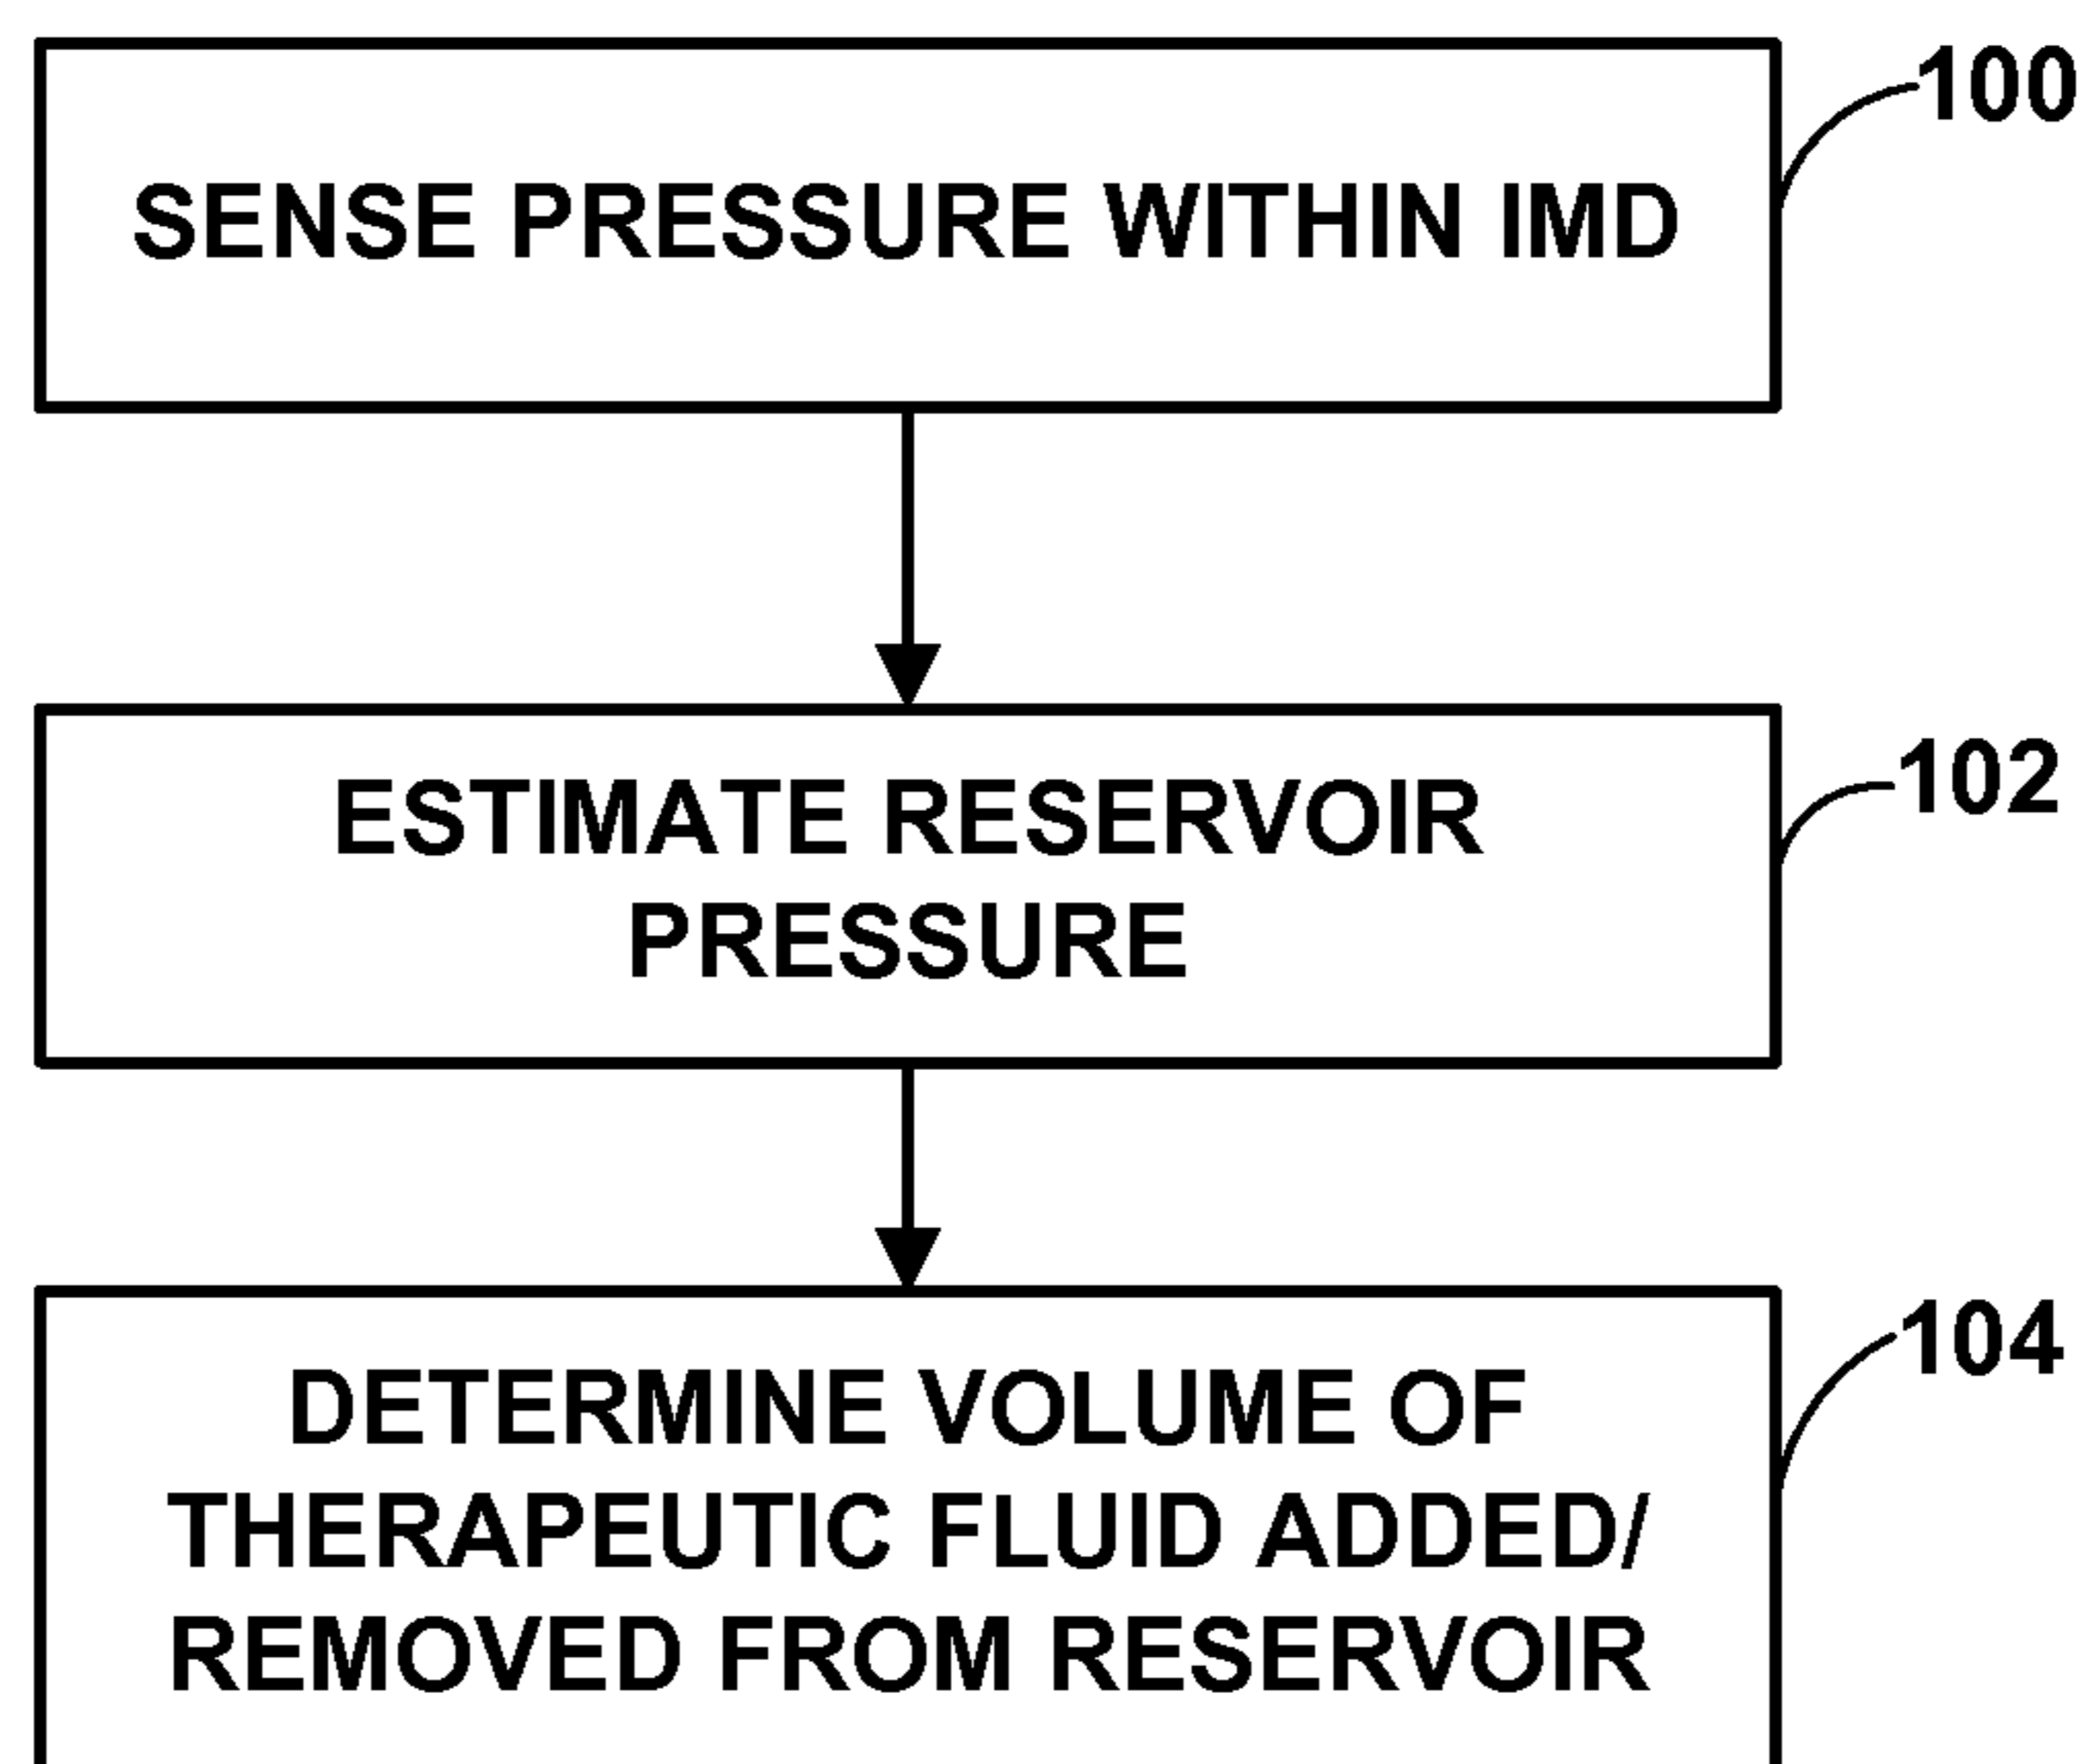 100
SENSE PRESSURE WITHIN IMD
102
ESTIMATE RESERVOIR
PRESSURE
104
DETERMINE VOLUME OF
THERAPEUTIC FLUID ADDED/
REMOVED FROM RESERVOIR